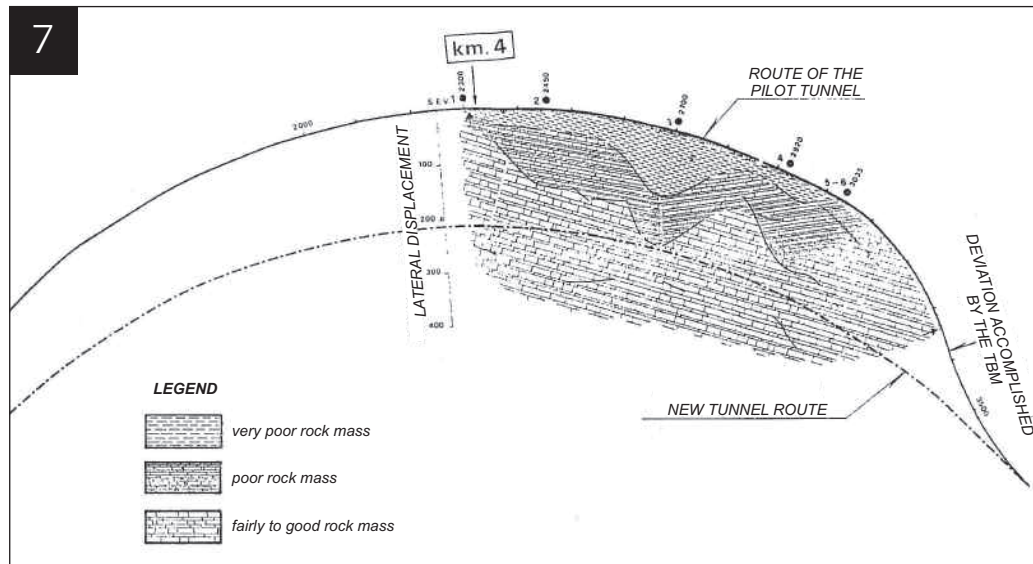 7
km. 4
S.E.V. 1 2300
2 2450
3 2700
4 2920
5-6 3035
ROUTE OF THE
PILOT TUNNEL
2000
LATERAL DISPLACEMENT
100
200
300
400
DEVIATION ACCOMPLISHED
BY THE TBM
3500
NEW TUNNEL ROUTE
LEGEND
very poor rock mass
poor rock mass
fairly to good rock mass